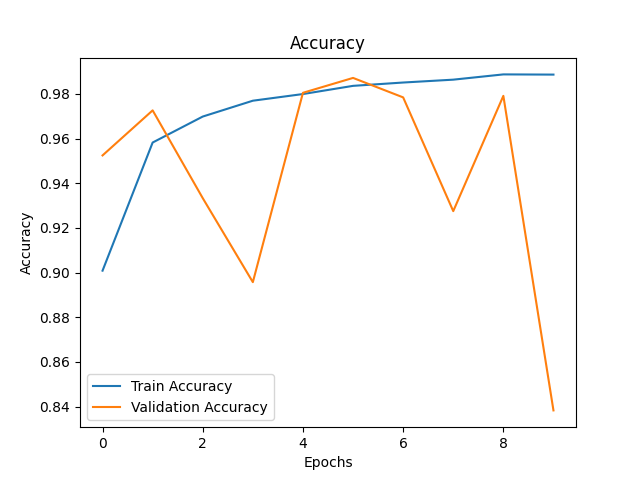 Accuracy
Accuracy
0.98
0.96
0.94
0.92
0.90
0.88
0.86
0.84
Train Accuracy
Validation Accuracy
0 2 4 6 8
Epochs